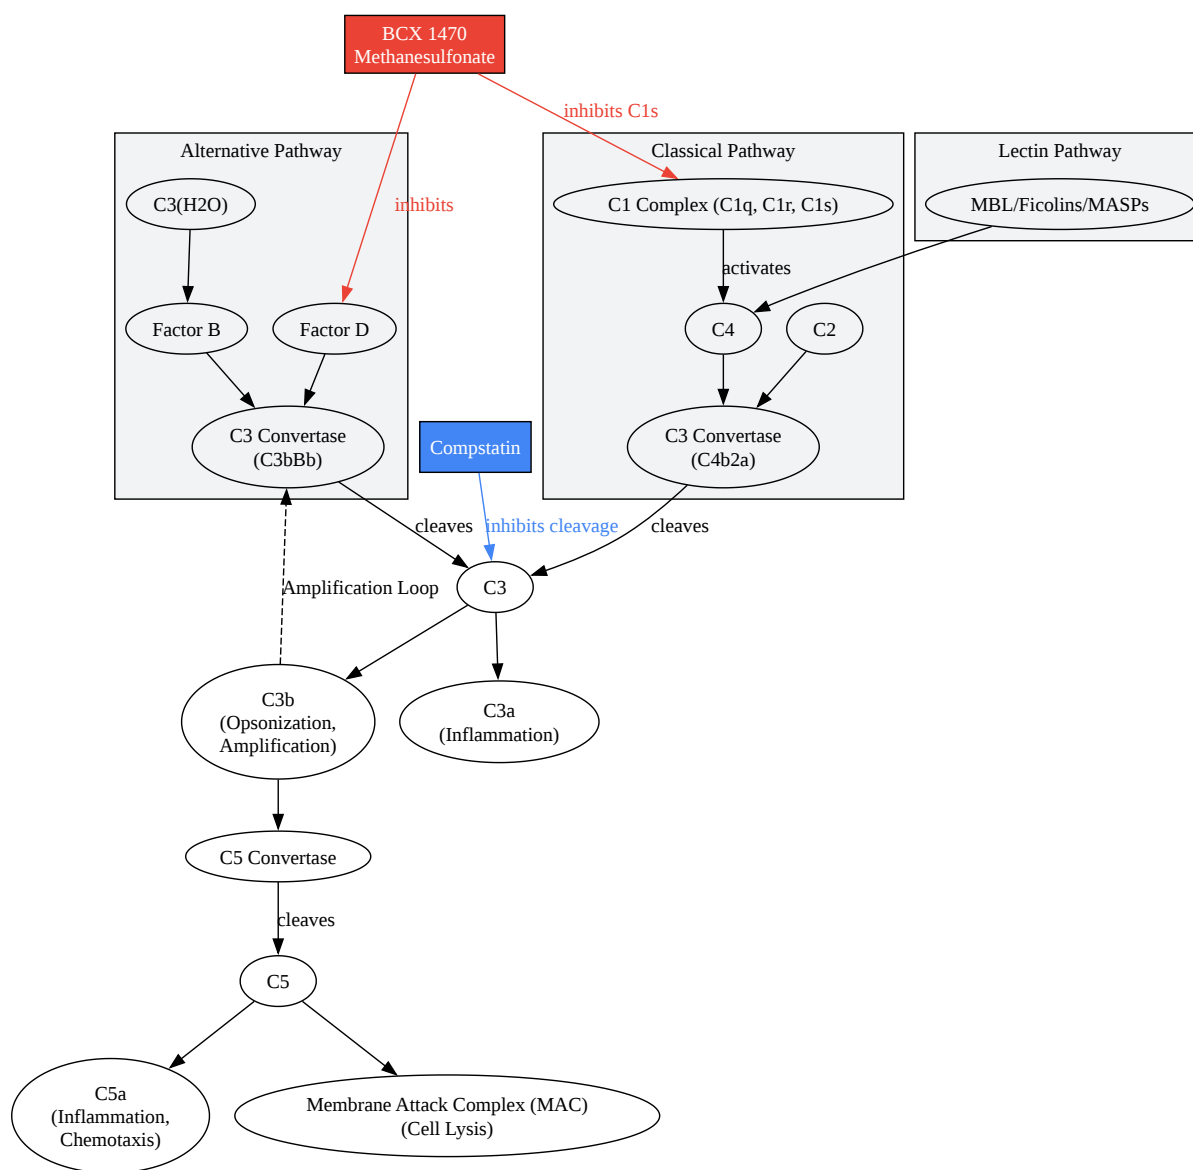 BCX 1470
Methanesulfonate
inhibits C1s
Alternative Pathway
Classical Pathway
Lectin Pathway
C3(H2O)
inhibits
C1 Complex (C1q, C1r, C1s)
MBL/Ficolins/MASPs
activates
Factor B
Factor D
C4
C2
C3 Convertase
(C3bBb)
Compstatin
C3 Convertase
(C4b2a)
cleaves
inhibits cleavage
cleaves
Amplification Loop
C3
C3b
(Opsonization,
Amplification)
C3a
(Inflammation)
C5 Convertase
cleaves
C5
C5a
(Inflammation,
Chemotaxis)
Membrane Attack Complex (MAC)
(Cell Lysis)